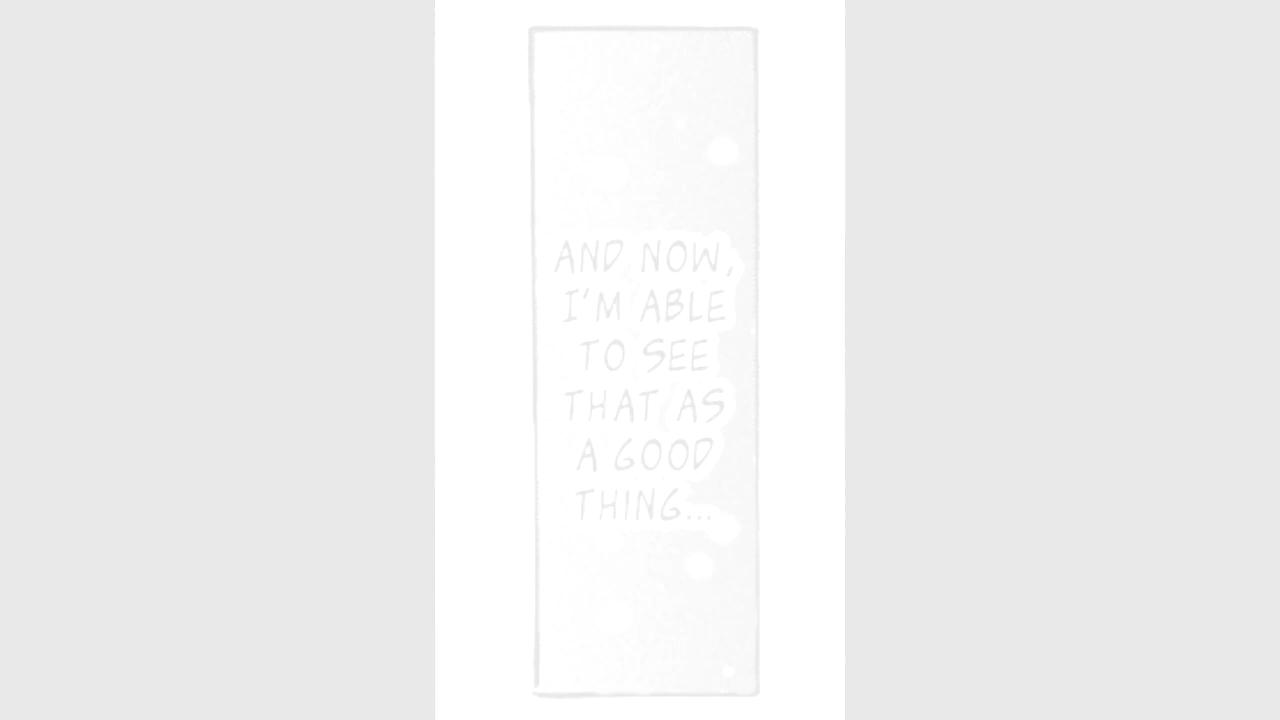 AND NOW,
I'M ABLE
TO SEE
THAT AS
A GOOD
THING...